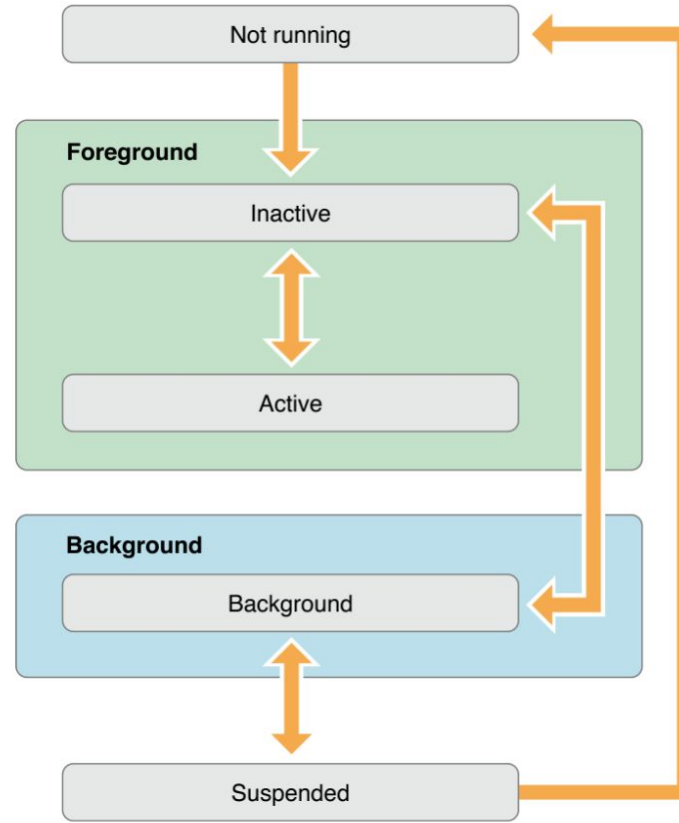 Not running
Foreground
Inactive
Active
Background
Background
Suspended